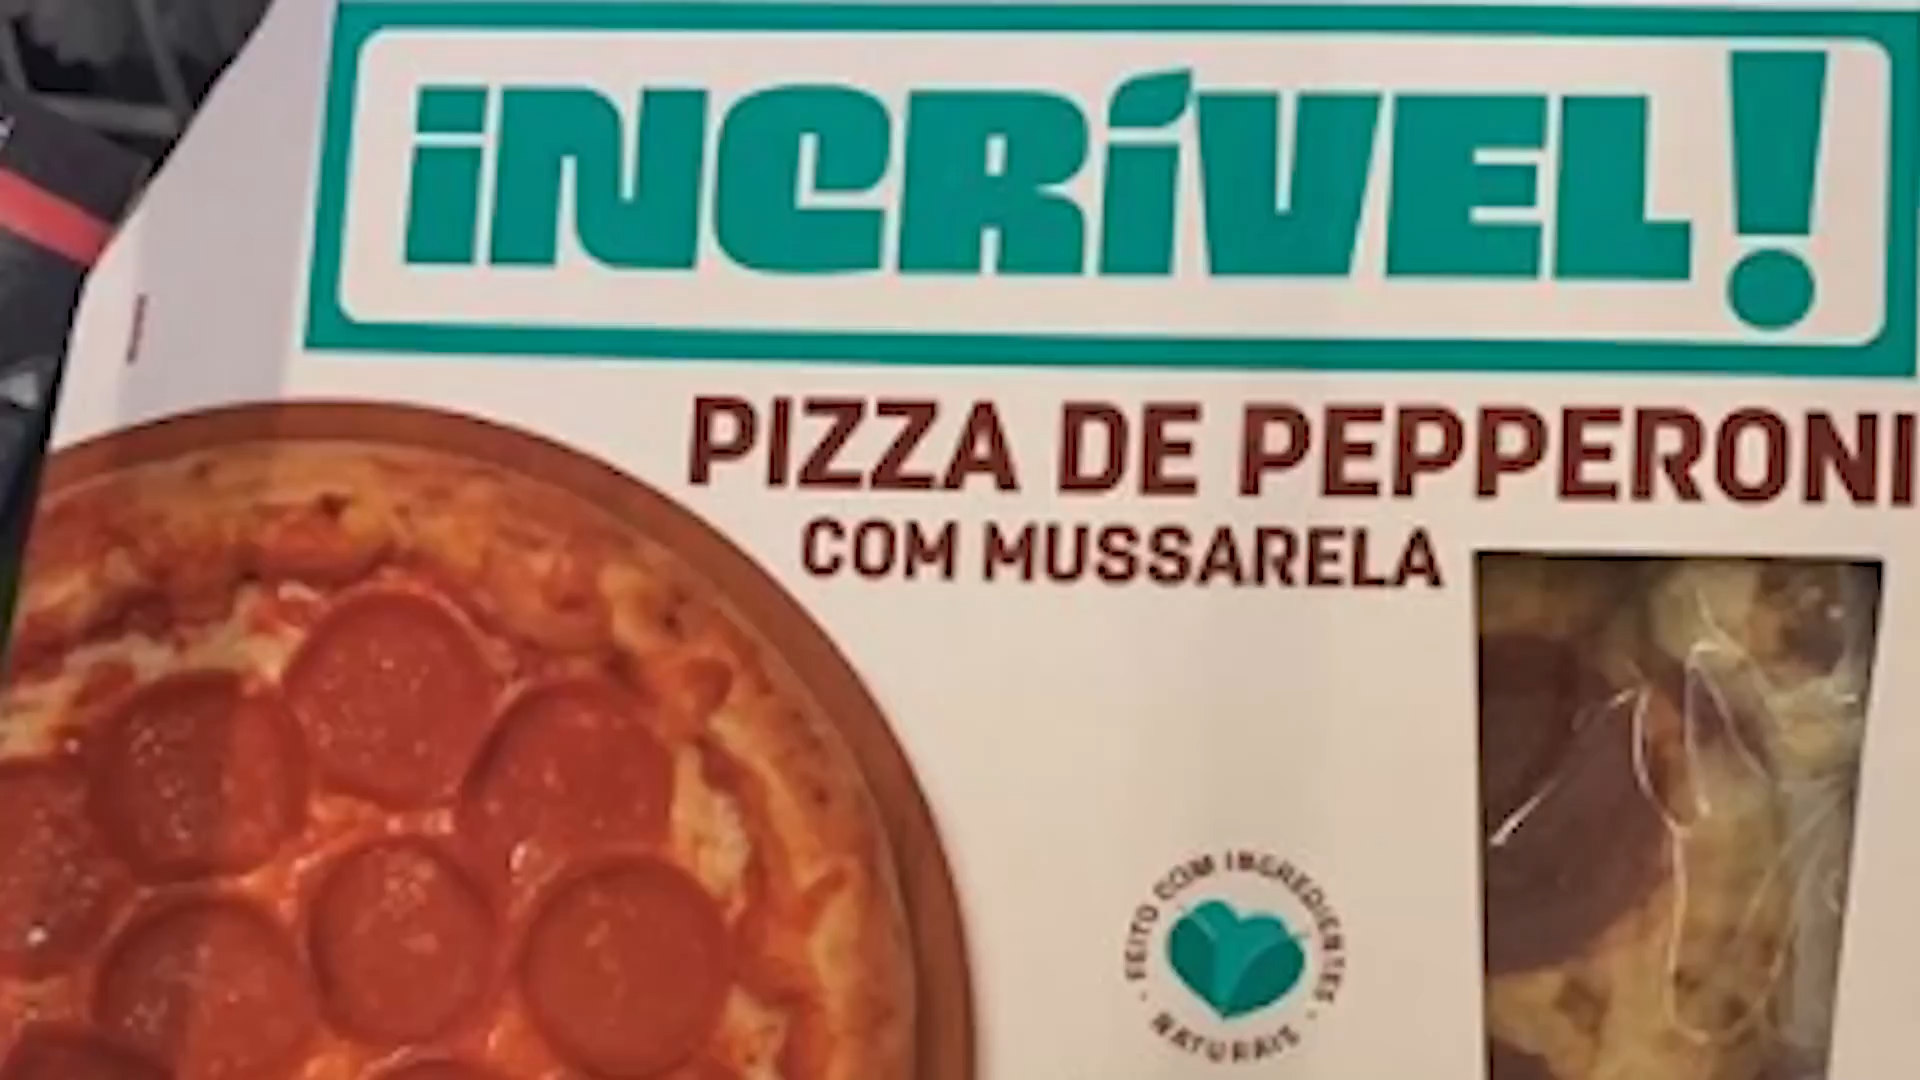 iNCRÍVEL!
PIZZA DE PEPPERONI
COM MUSSARELA
FEITO COM INGREDIENTES
· NATURAIS ·